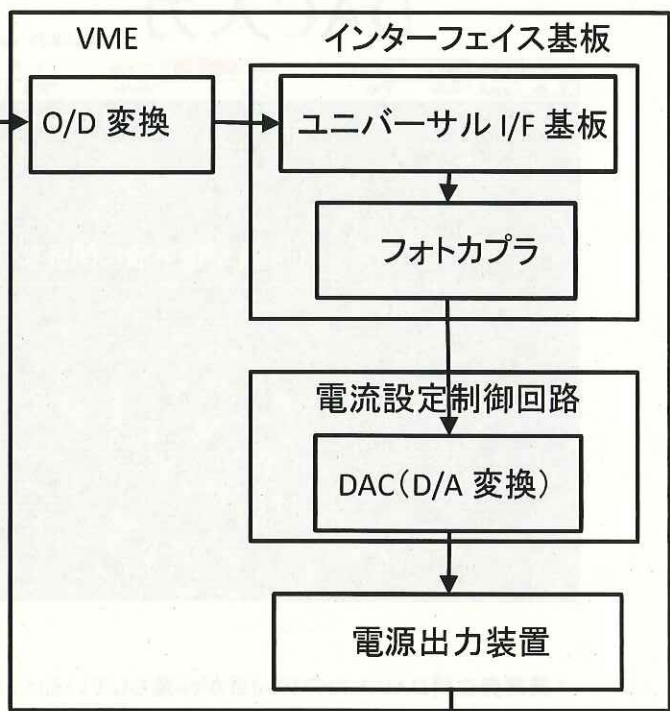 VME
インターフェイス基板
O/D 変換
ユニバーサル I/F 基板
フォトカプラ
電流設定制御回路
DAC(D/A 変換)
電源出力装置